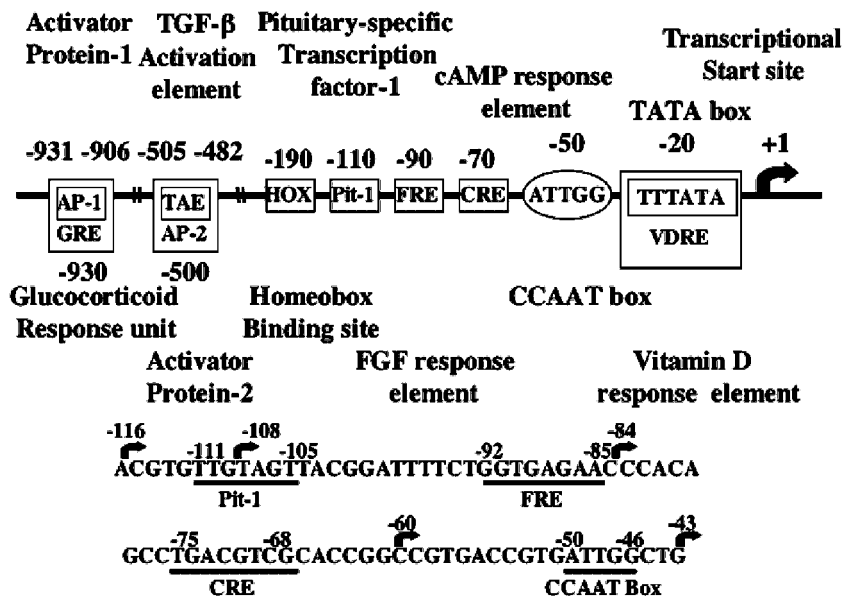 Activator
Protein-1
TGF-β
Activation
element
Pituitary-specific
Transcription
factor-1
cAMP response
element
Transcriptional
Start site
TATA box
-931 -906 -505 -482 -190 -110 -90 -70 -50 -20 +1
AP-1
GRE
TAE
AP-2
HOX
Pit-1
FRE
CRE
ATTGG
TTTATA
VDRE
-930
-500
Glucocorticoid
Response unit
Homeobox
Binding site
CCAAT box
Activator
Protein-2
FGF response
element
Vitamin D
response element
-116 -111 -108 -105 -92 -85 -84
ACGTGTTGTAGTTACGGATTTTCTGGTGAGAACCCACA
Pit-1 FRE
-75 -68 -60 -50 -46 -43
GCCTGACGTCGCACCGGCCGTGACCGTGATTGGCTG
CRE CCAAT Box